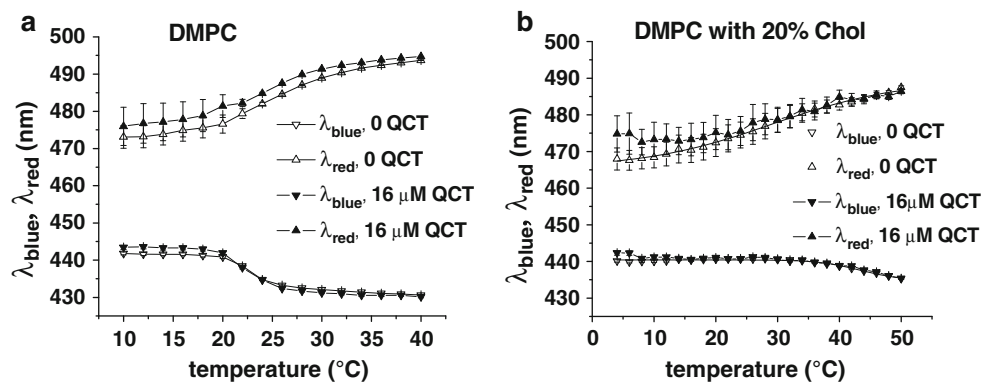 a
DMPC
λblue, λred (nm)
500
490
480
470
460
450
440
430
λblue, 0 QCT
λred, 0 QCT
λblue, 16 μM QCT
λred, 16 μM QCT
10 15 20 25 30 35 40
temperature (°C)
b
DMPC with 20% Chol
λblue, λred (nm)
500
490
480
470
460
450
440
430
λblue, 0 QCT
λred, 0 QCT
λblue, 16μM QCT
λred, 16 μM QCT
0 10 20 30 40 50
temperature (°C)